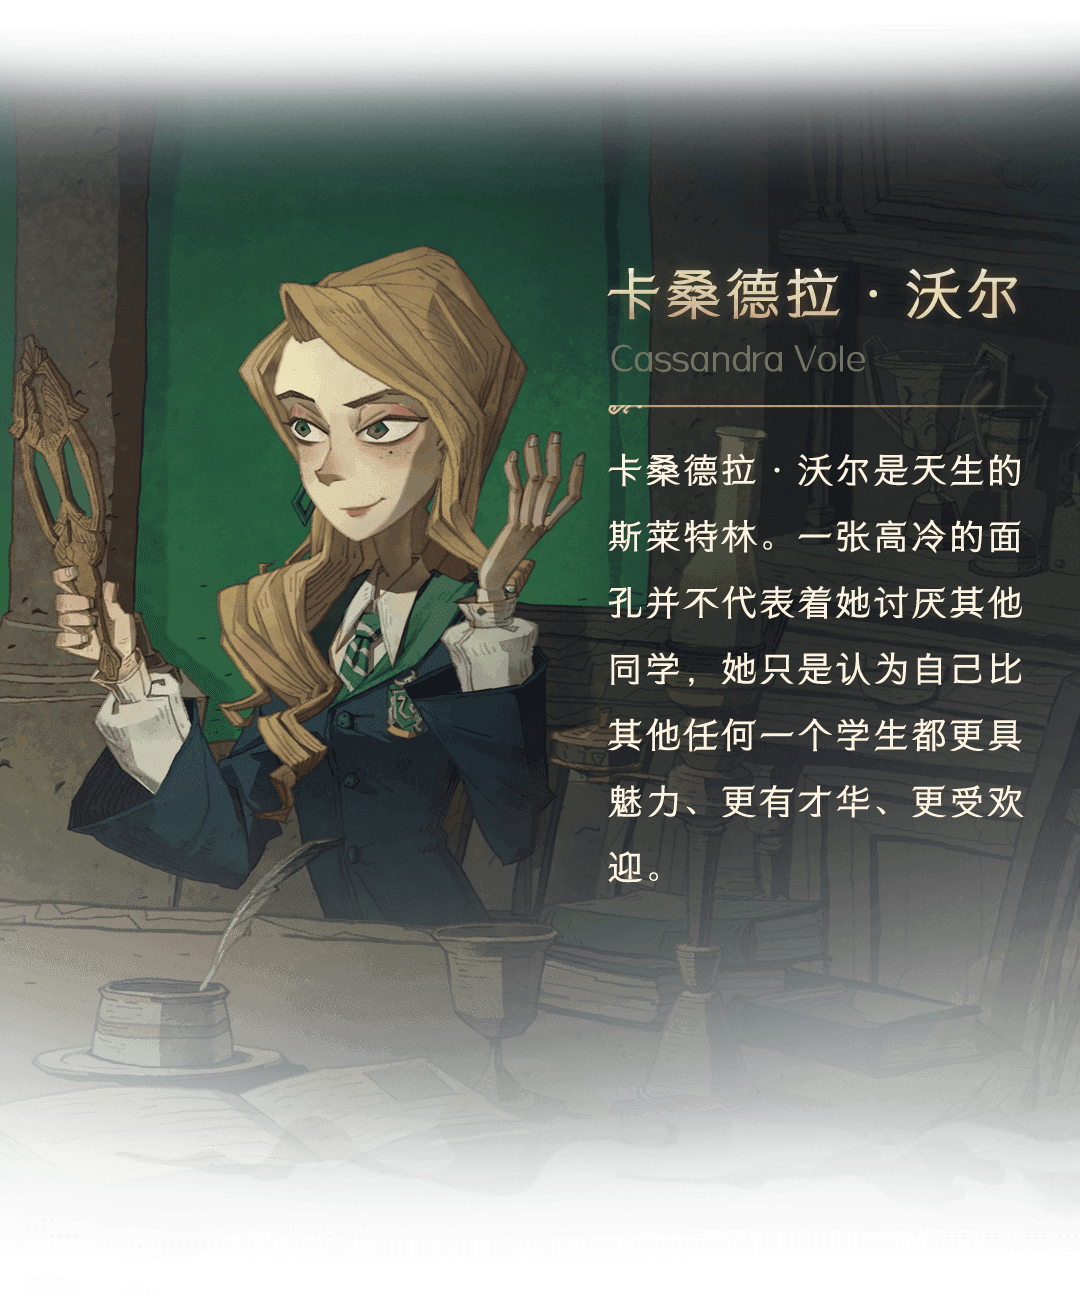 卡桑德拉·沃尔
Cassandra Vole
卡桑德拉·沃尔是天生的
斯莱特林。一张高冷的面
孔并不代表着她讨厌其他
同学，她只是认为自己比
其他任何一个学生都更具
魅力、更有才华、更受欢
迎。